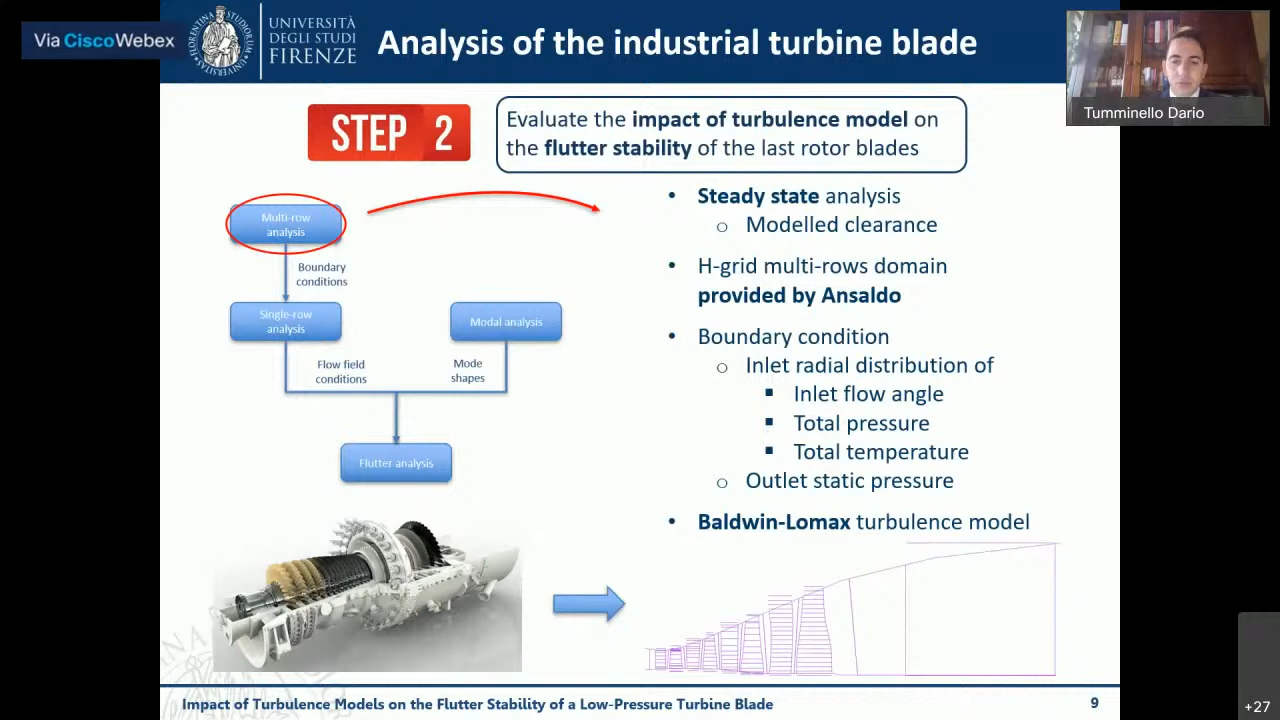 Via Cisco Webex
UNIVERSITÀ
DEGLI STUDI
FIRENZE
Analysis of the industrial turbine blade
Tumminello Dario
STEP 2
Evaluate the impact of turbulence model on
the flutter stability of the last rotor blades
Multi-row
analysis
Boundary
conditions
Single-row
analysis
Modal analysis
Flow field
conditions
Mode
shapes
Flutter analysis
• Steady state analysis
o Modelled clearance
• H-grid multi-rows domain
provided by Ansaldo
• Boundary condition
o Inlet radial distribution of
▪ Inlet flow angle
▪ Total pressure
▪ Total temperature
o Outlet static pressure
• Baldwin-Lomax turbulence model
Impact of Turbulence Models on the Flutter Stability of a Low-Pressure Turbine Blade
9
+27